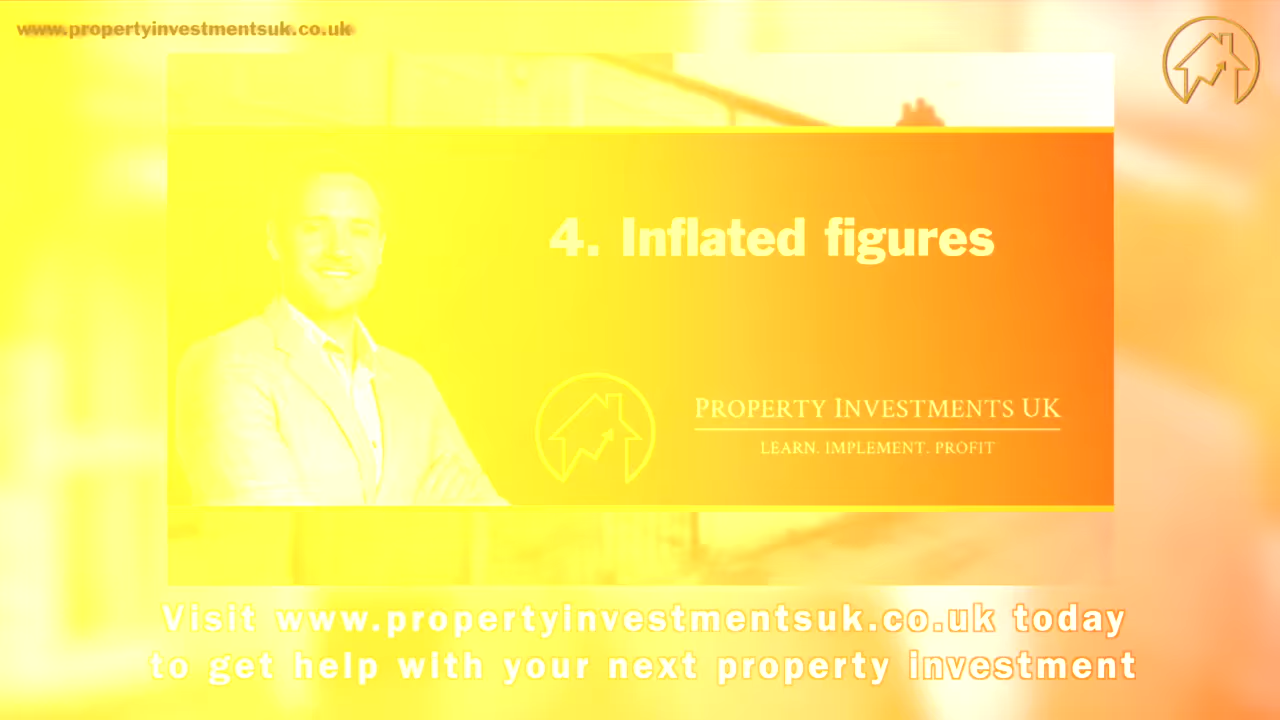 www.propertyinvestmentsuk.co.uk
4. Inflated figures
PROPERTY INVESTMENTS UK
LEARN. IMPLEMENT. PROFIT
Visit www.propertyinvestmentsuk.co.uk today
to get help with your next property investment